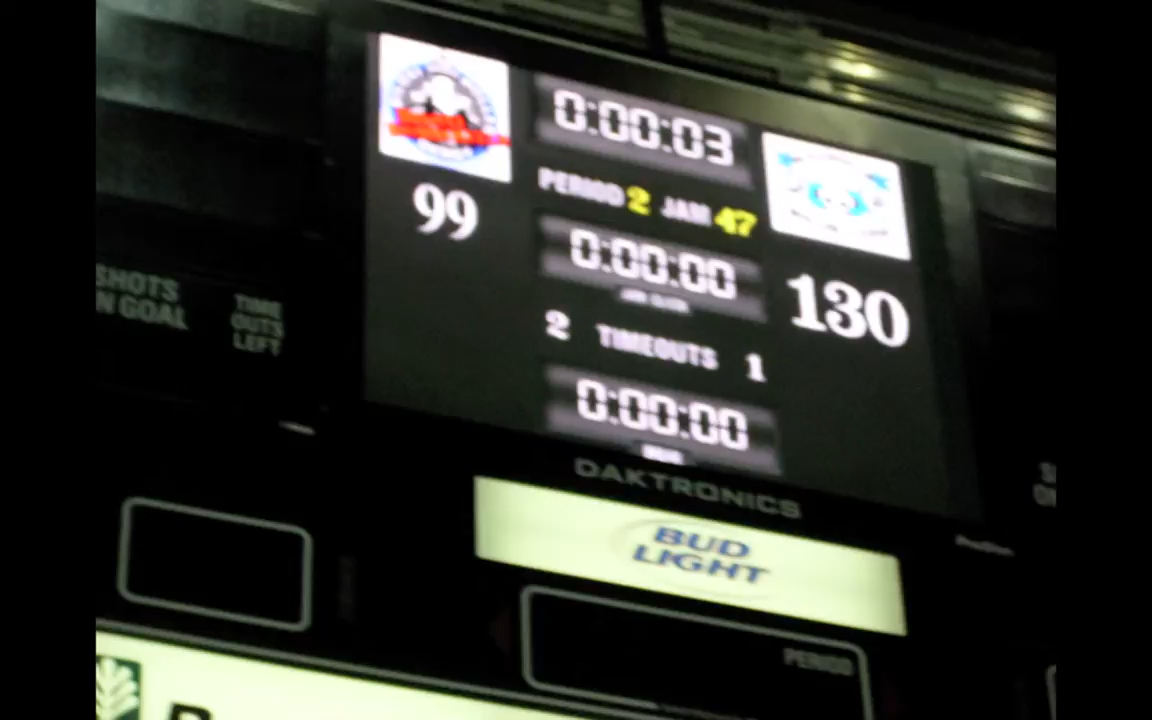 0:00:03
PERIOD 2 JAM 47
99
0:00:00
130
SHOTS
N GOAL
TIME
OUTS
LEFT
2 TIMEOUTS 1
0:00:00
DAKTRONICS
BUD
LIGHT
PERIOD